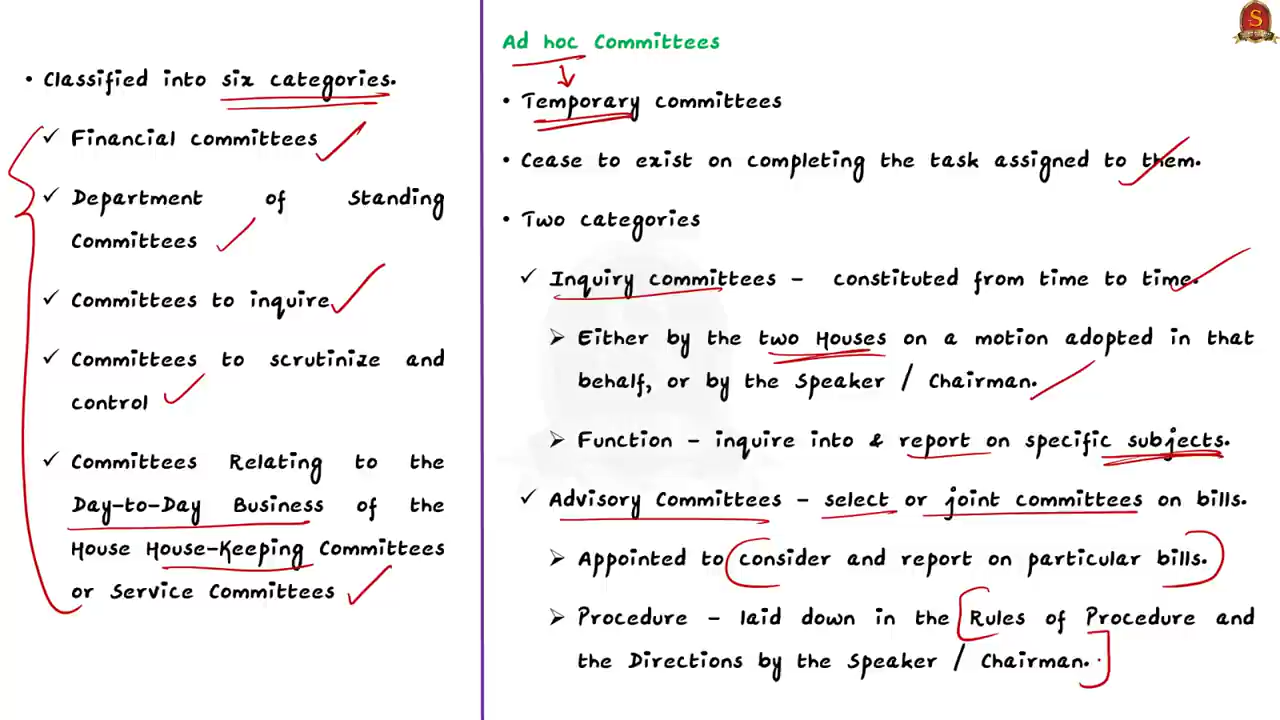 • Classified into six categories.
✓ Financial committees
✓ Department of Standing
Committees
✓ Committees to inquire
✓ Committees to scrutinize and
control
✓ Committees Relating to the
Day-to-Day Business of the
House House-Keeping Committees
or Service Committees
Ad hoc Committees
• Temporary committees
• Cease to exist on completing the task assigned to them.
• Two categories
✓ Inquiry committees – constituted from time to time.
➢ Either by the two Houses on a motion adopted in that
behalf, or by the Speaker / Chairman.
➢ Function – inquire into & report on specific subjects.
✓ Advisory Committees – select or joint committees on bills.
➢ Appointed to consider and report on particular bills.
➢ Procedure – laid down in the Rules of Procedure and
the Directions by the Speaker / Chairman.